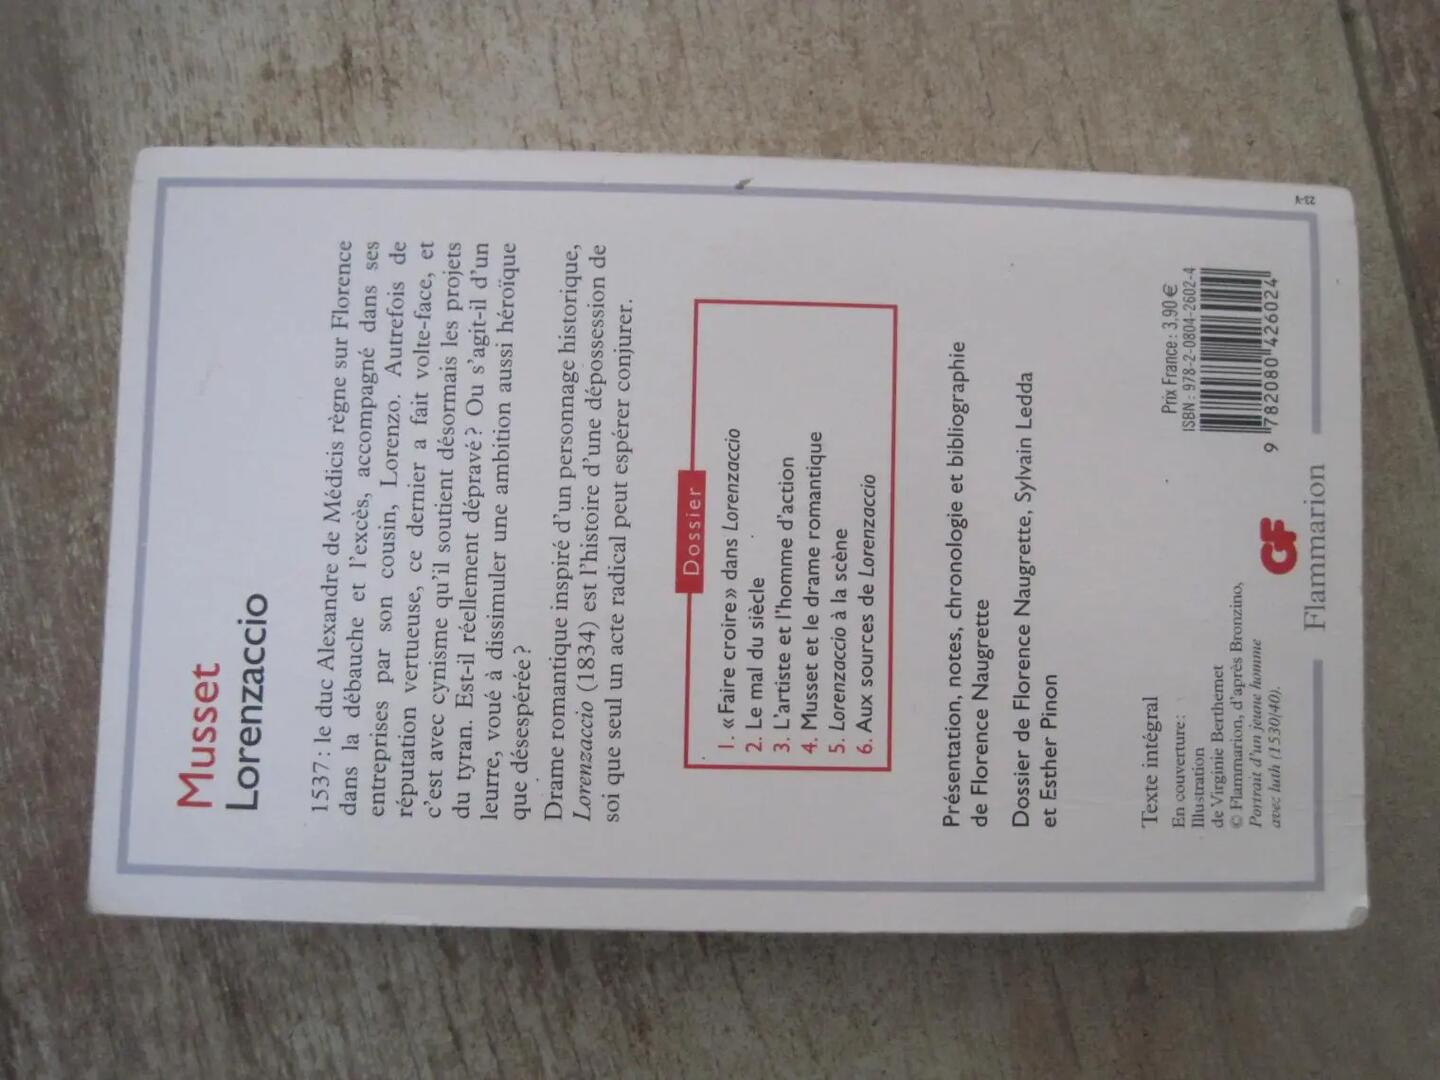 Musset
Lorenzaccio
1537 : le duc Alexandre de Médicis règne sur Florence
dans la débauche et l'excès, accompagné dans ses
entreprises par son cousin, Lorenzo. Autrefois de
réputation vertueuse, ce dernier a fait volte-face, et
c'est avec cynisme qu'il soutient désormais les projets
du tyran. Est-il réellement dépravé ? Ou s'agit-il d'un
leurre, voué à dissimuler une ambition aussi héroïque
que désespérée ?
Drame romantique inspiré d'un personnage historique,
Lorenzaccio (1834) est l'histoire d'une dépossession de
soi que seul un acte radical peut espérer conjurer.
Dossier
1. « Faire croire » dans Lorenzaccio
2. Le mal du siècle
3. L'artiste et l'homme d'action
4. Musset et le drame romantique
5. Lorenzaccio à la scène
6. Aux sources de Lorenzaccio
Présentation, notes, chronologie et bibliographie
de Florence Naugrette
Dossier de Florence Naugrette, Sylvain Ledda
et Esther Pinon
Texte intégral
En couverture :
Illustration
de Virginie Berthemet
© Flammarion, d'après Bronzino,
Portrait d'un jeune homme
avec luth (1530/40).
GF
Flammarion
Prix France : 3,90 €
ISBN : 978-2-0804-2602-4
9 782080 426024
23-V